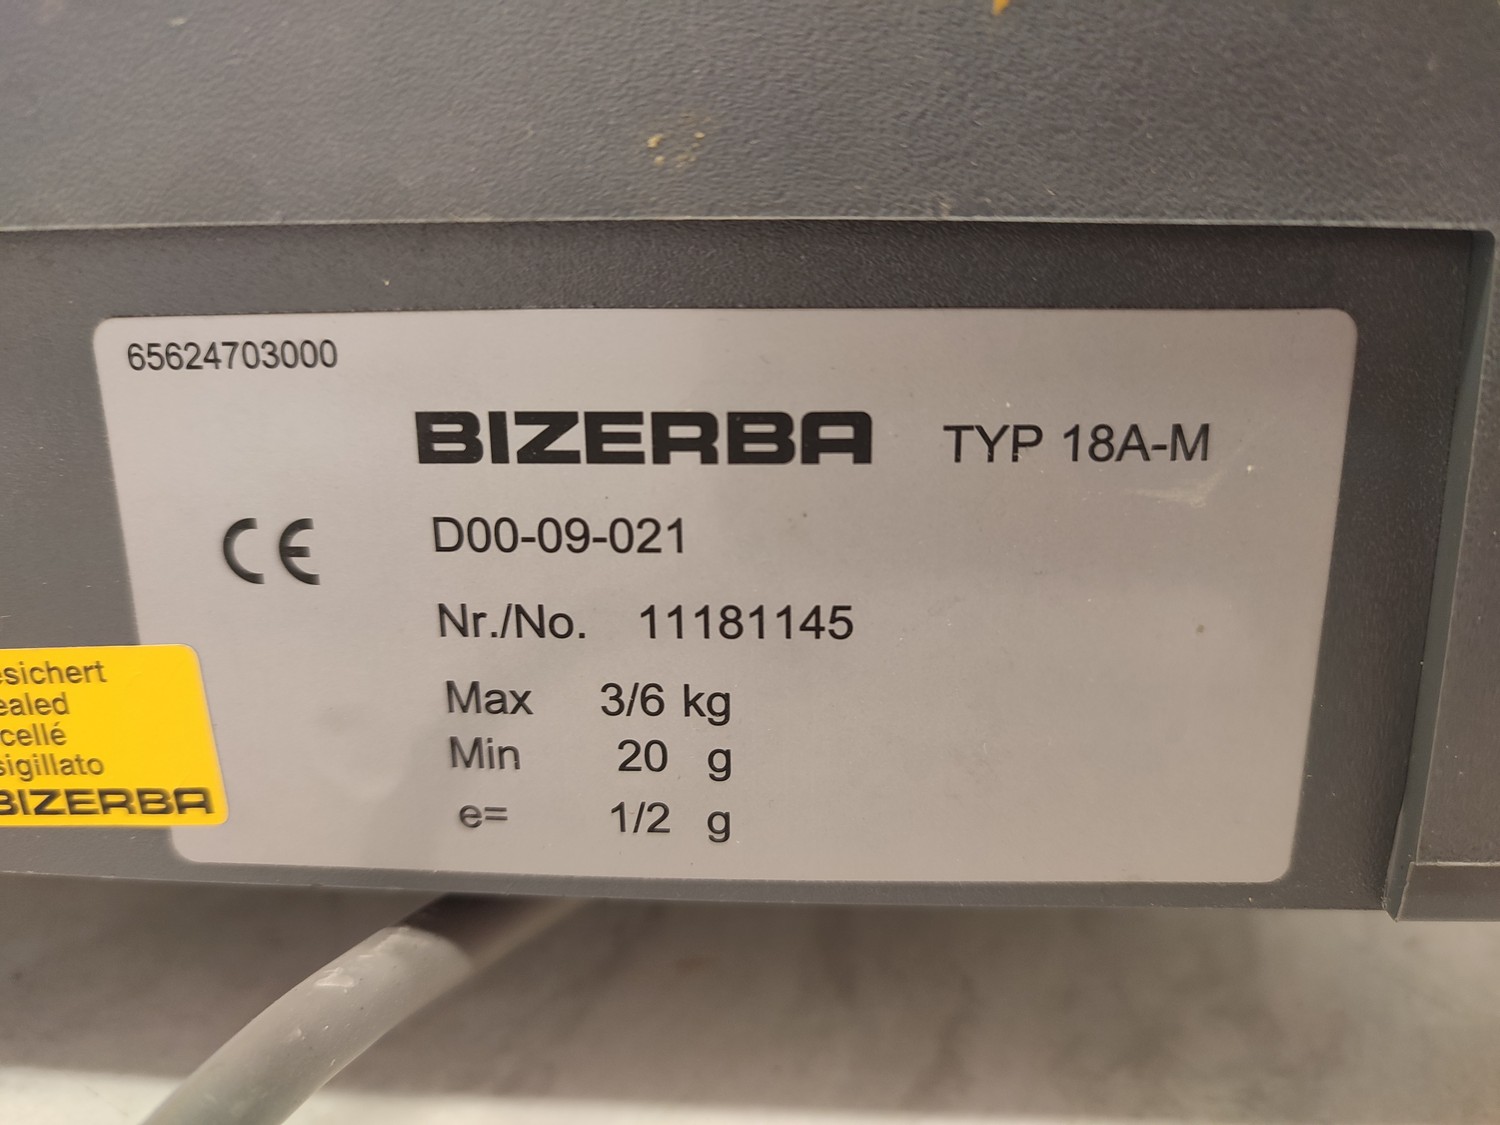 65624703000
BIZERBA TYP 18A-M
CE
D00-09-021
Nr./No. 11181145
Max 3/6 kg
Min 20 g
e= 1/2 g
esichert
ealed
cellé
sigillato
BIZERBA